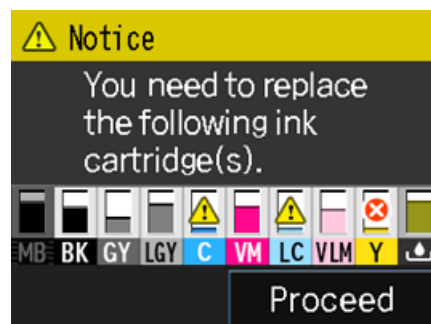 Notice
You need to replace
the following ink
cartridge(s).
MB BK GY LGY C VM LC VLM Y
Proceed